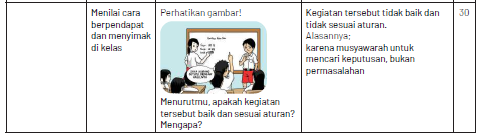 Menilai cara
berpendapat
dan menyimak
di kelas
Perhatikan gambar!
Menurutmu, apakah kegiatan
tersebut baik dan sesuai aturan?
Mengapa?
Kegiatan tersebut tidak baik dan
tidak sesuai aturan.
Alasannya;
karena musyawarah untuk
mencari keputusan, bukan
permasalahan
30